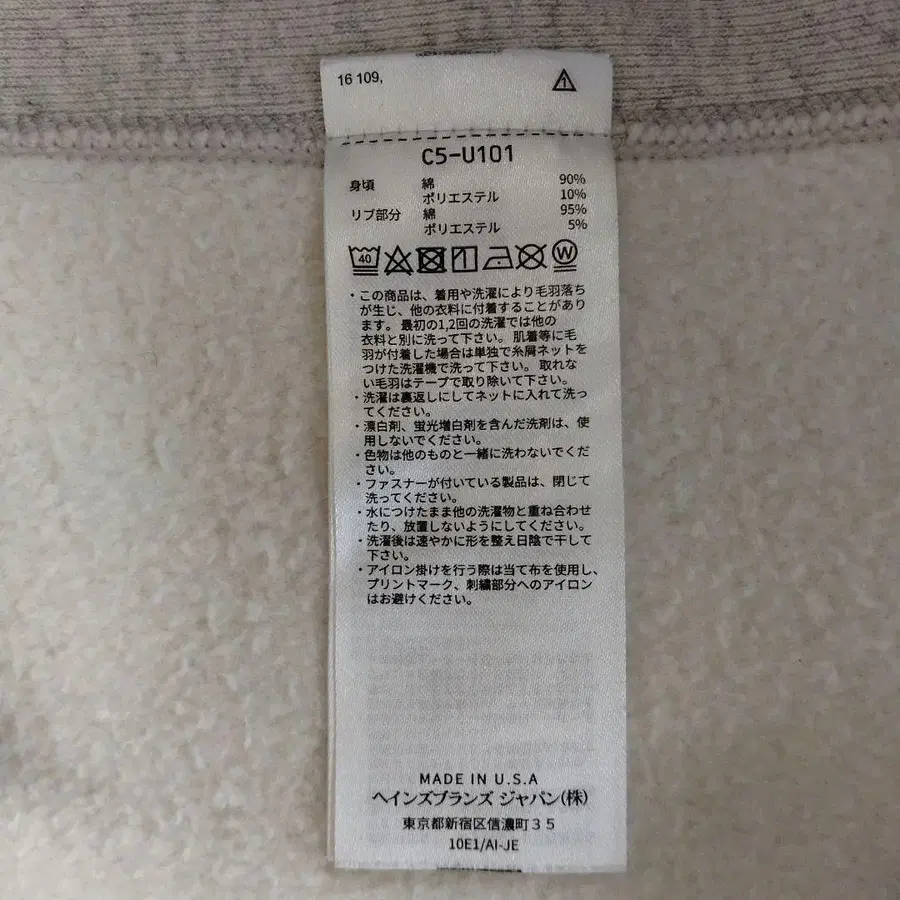 16 109,
1
C5-U101
身頃 綿 90%
ポリエステル 10%
リブ部分 綿 95%
ポリエステル 5%
40 W
・この商品は、着用や洗濯により毛羽落ち
が生じ、他の衣料に付着することがあり
ます。最初の1,2回の洗濯では他の
衣料と別に洗って下さい。肌着等に毛
羽が付着した場合は単独で糸屑ネットを
つけた洗濯機で洗って下さい。取れな
い毛羽はテープで取り除いて下さい。
・洗濯は裏返しにしてネットに入れて洗っ
てください。
・漂白剤、蛍光増白剤を含んだ洗剤は、使
用しないでください。
・色物は他のものと一緒に洗わないでくだ
さい。
・ファスナーが付いている製品は、閉じて
洗ってください。
・水につけたまま他の洗濯物と重ね合わせ
たり、放置しないようにしてください。
・洗濯後は速やかに形を整え日陰で干して
下さい。
・アイロン掛けを行う際は当て布を使用し、
プリントマーク、刺繍部分へのアイロン
はお避けください。
MADE IN U.S.A
ヘインズブランズ ジャパン(株)
東京都新宿区信濃町35
10E1/AI-JE